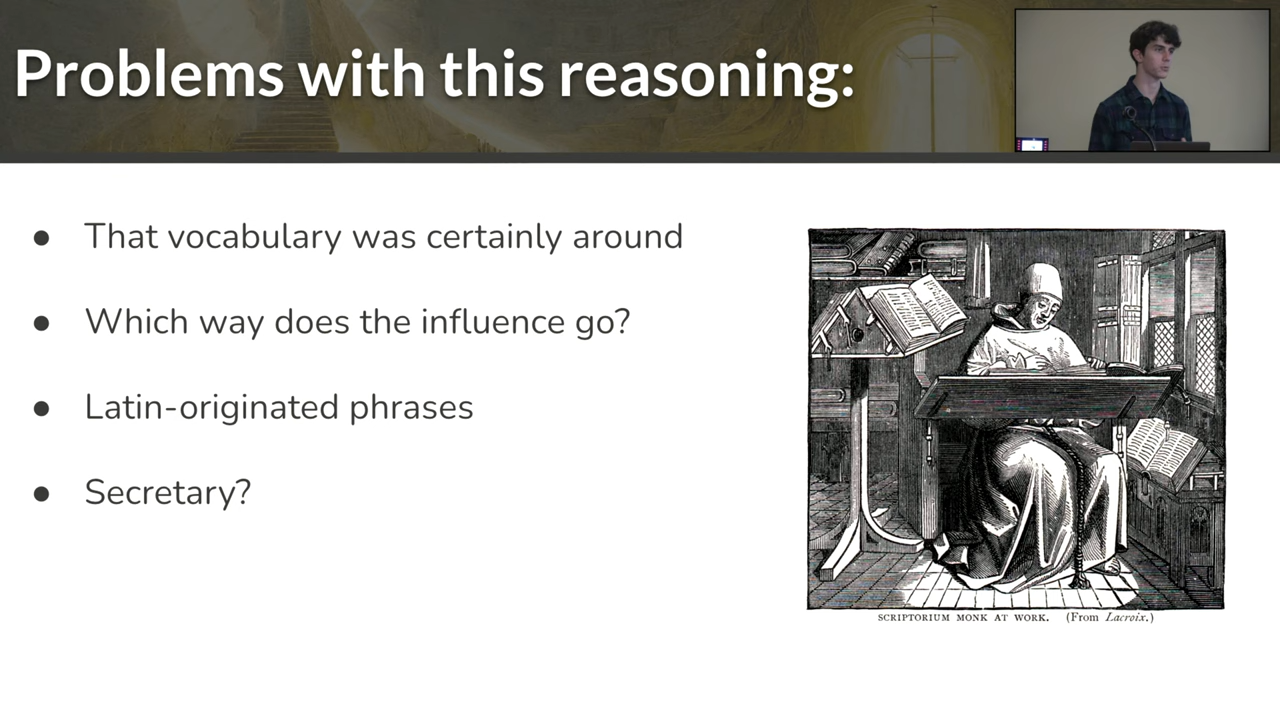 Problems with this reasoning:
● That vocabulary was certainly around
● Which way does the influence go?
● Latin-originated phrases
● Secretary?
SCRIPTORIUM MONK AT WORK. (From Lacroix.)